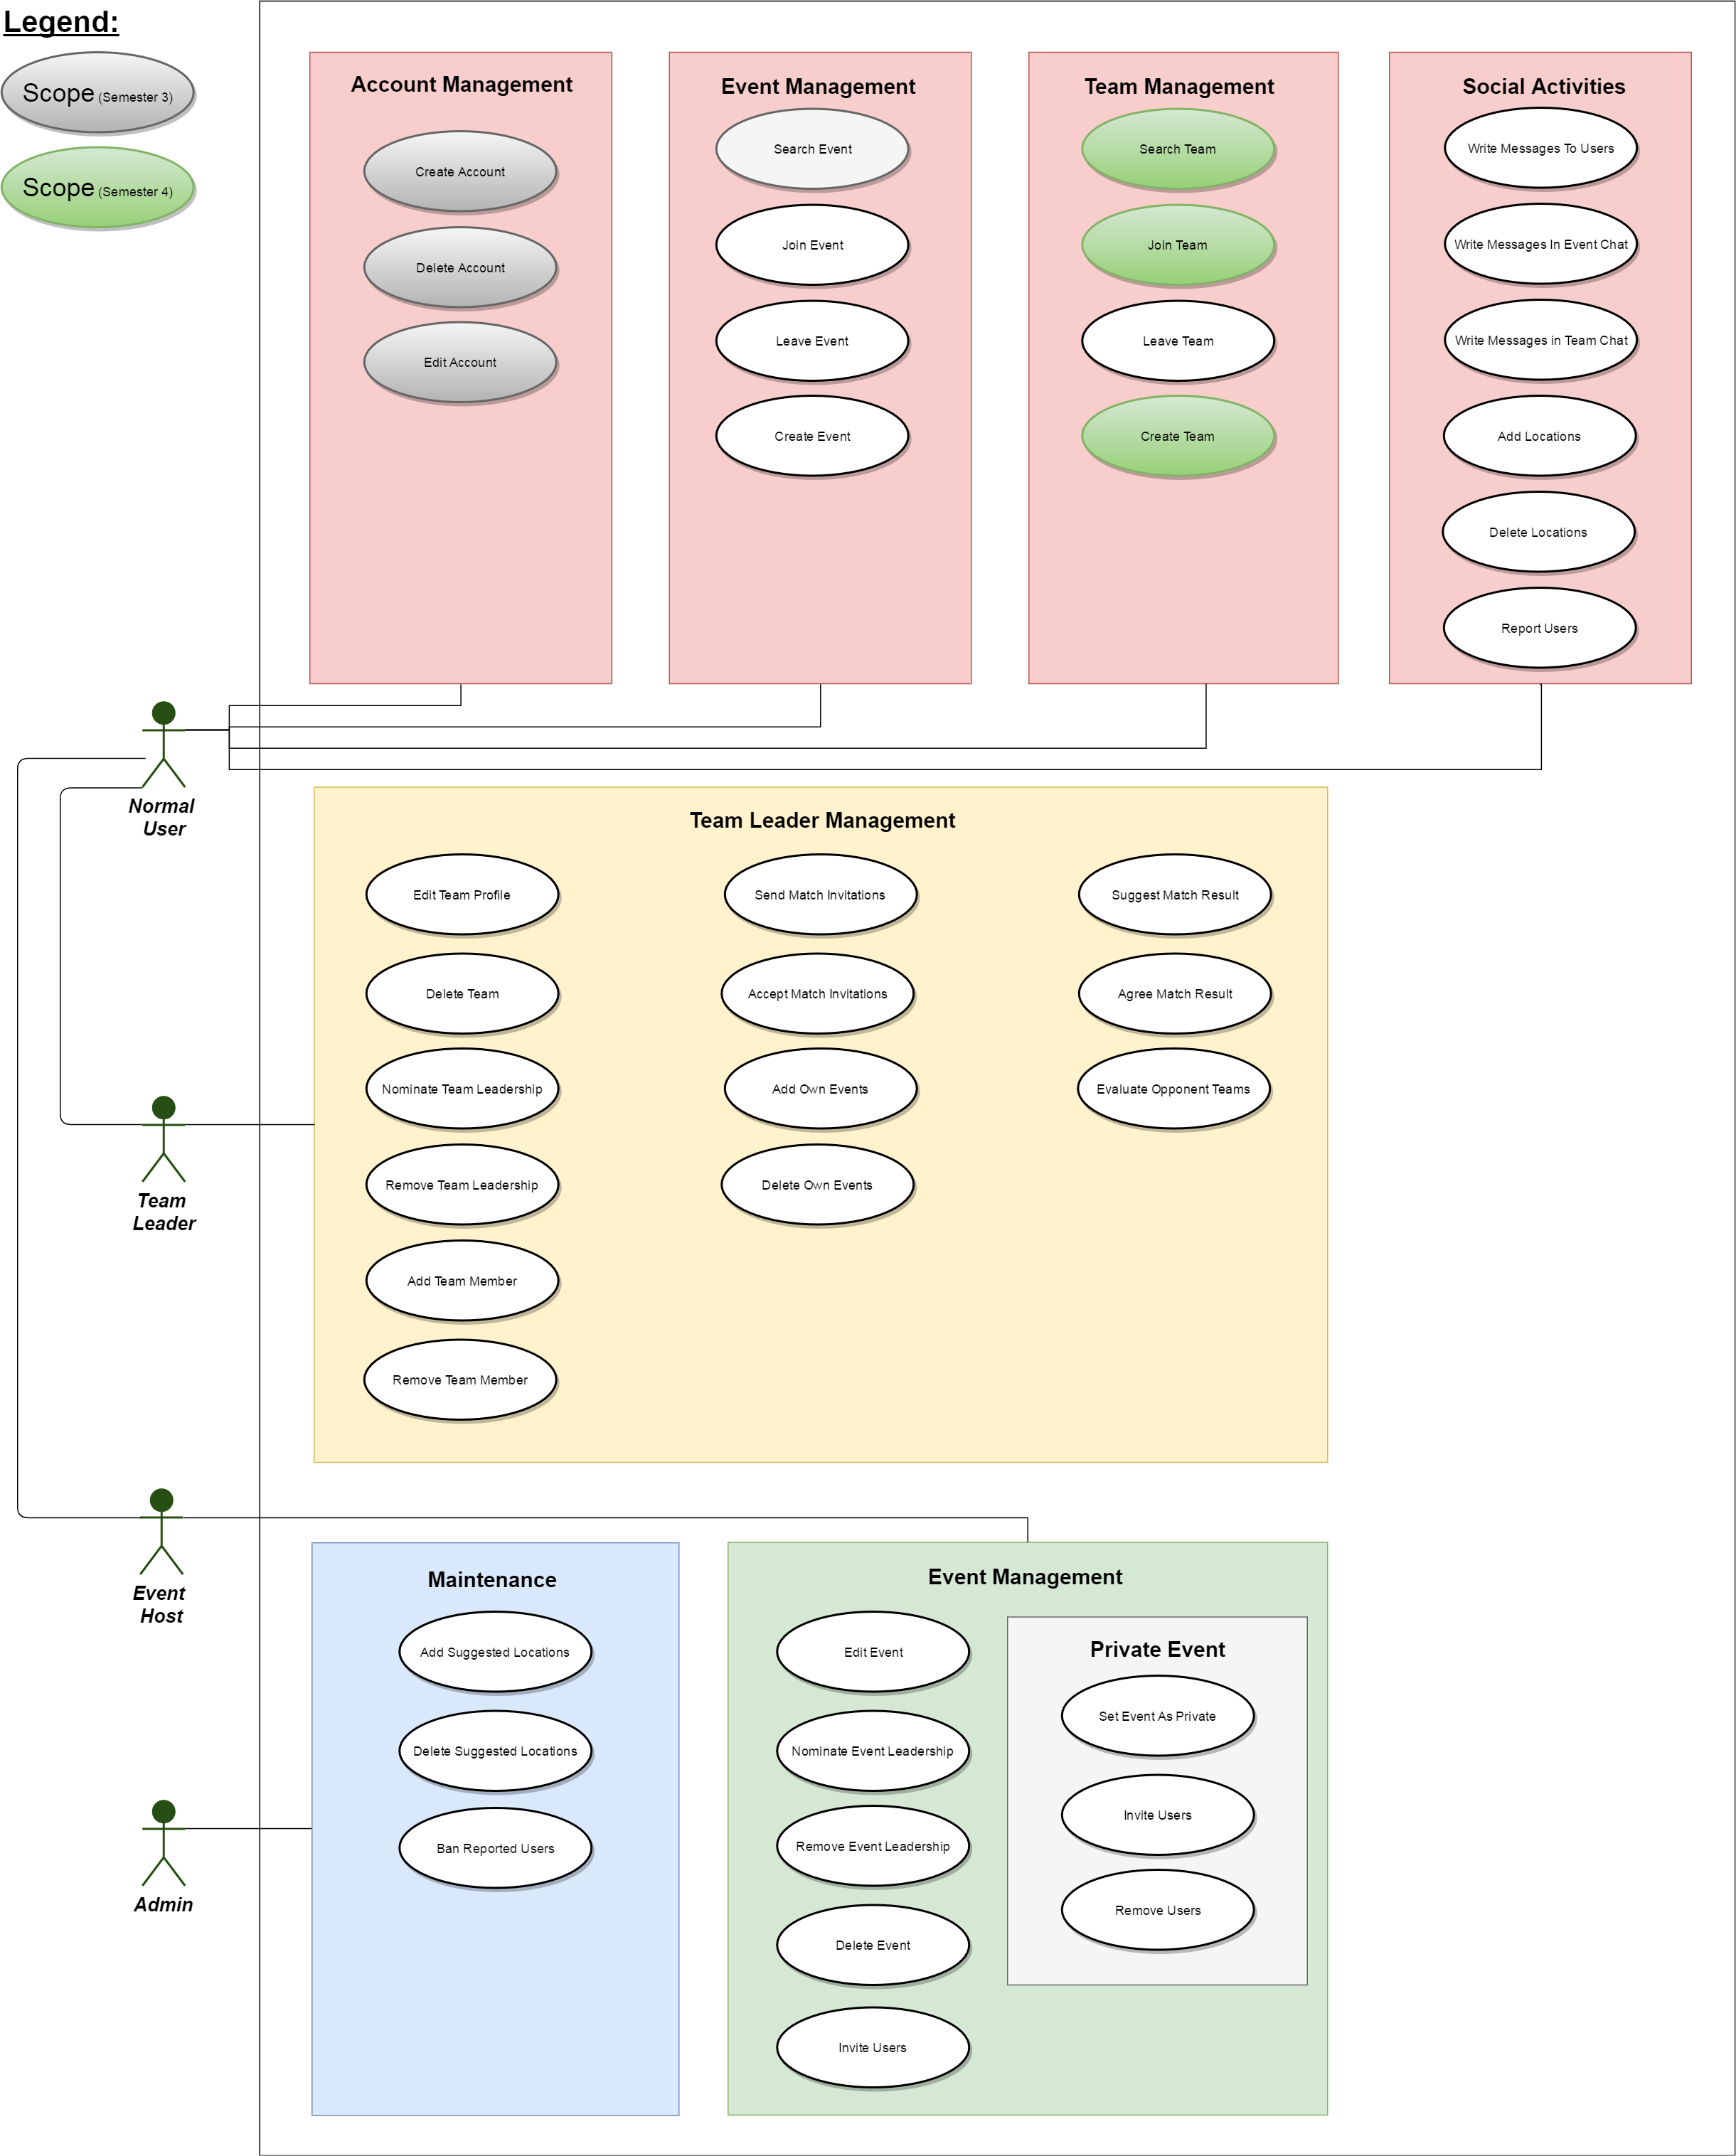 Legend:
Scope (Semester 3)
Scope (Semester 4)
Account Management
Create Account
Delete Account
Edit Account
Event Management
Search Event
Join Event
Leave Event
Create Event
Team Management
Search Team
Join Team
Leave Team
Create Team
Social Activities
Write Messages To Users
Write Messages In Event Chat
Write Messages in Team Chat
Add Locations
Delete Locations
Report Users
Normal
User
Team Leader Management
Edit Team Profile
Delete Team
Nominate Team Leadership
Remove Team Leadership
Add Team Member
Remove Team Member
Send Match Invitations
Accept Match Invitations
Add Own Events
Delete Own Events
Suggest Match Result
Agree Match Result
Evaluate Opponent Teams
Team
Leader
Event
Host
Maintenance
Add Suggested Locations
Delete Suggested Locations
Ban Reported Users
Event Management
Edit Event
Nominate Event Leadership
Remove Event Leadership
Delete Event
Invite Users
Private Event
Set Event As Private
Invite Users
Remove Users
Admin